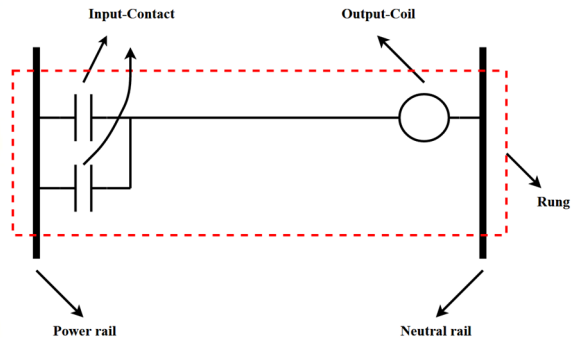 Input-Contact
Output-Coil
Rung
Power rail
Neutral rail